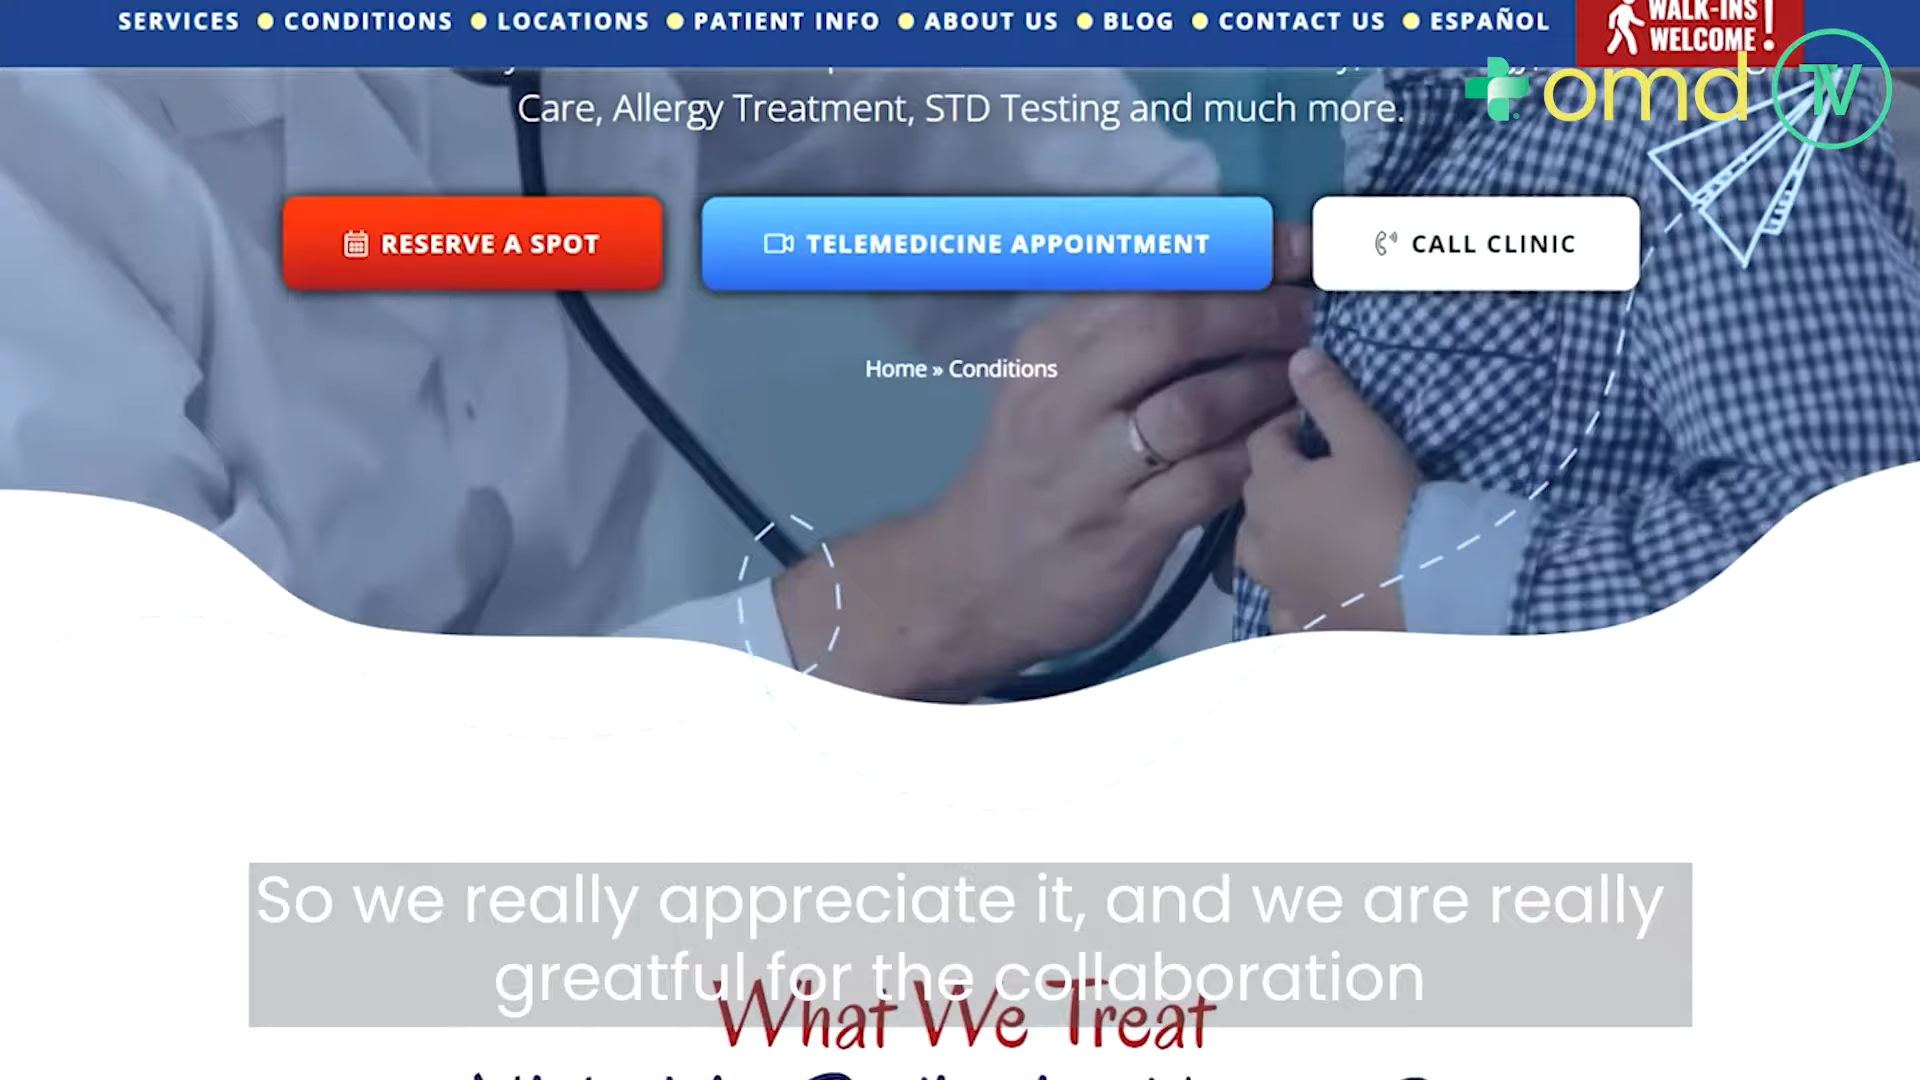 SERVICES CONDITIONS LOCATIONS PATIENT INFO ABOUT US BLOG CONTACT US ESPAÑOL
WALK-INS
WELCOME!
omd TV
Care, Allergy Treatment, STD Testing and much more.
RESERVE A SPOT
TELEMEDICINE APPOINTMENT
CALL CLINIC
Home » Conditions
So we really appreciate it, and we are really
greatful for the collaboration
What We Treat